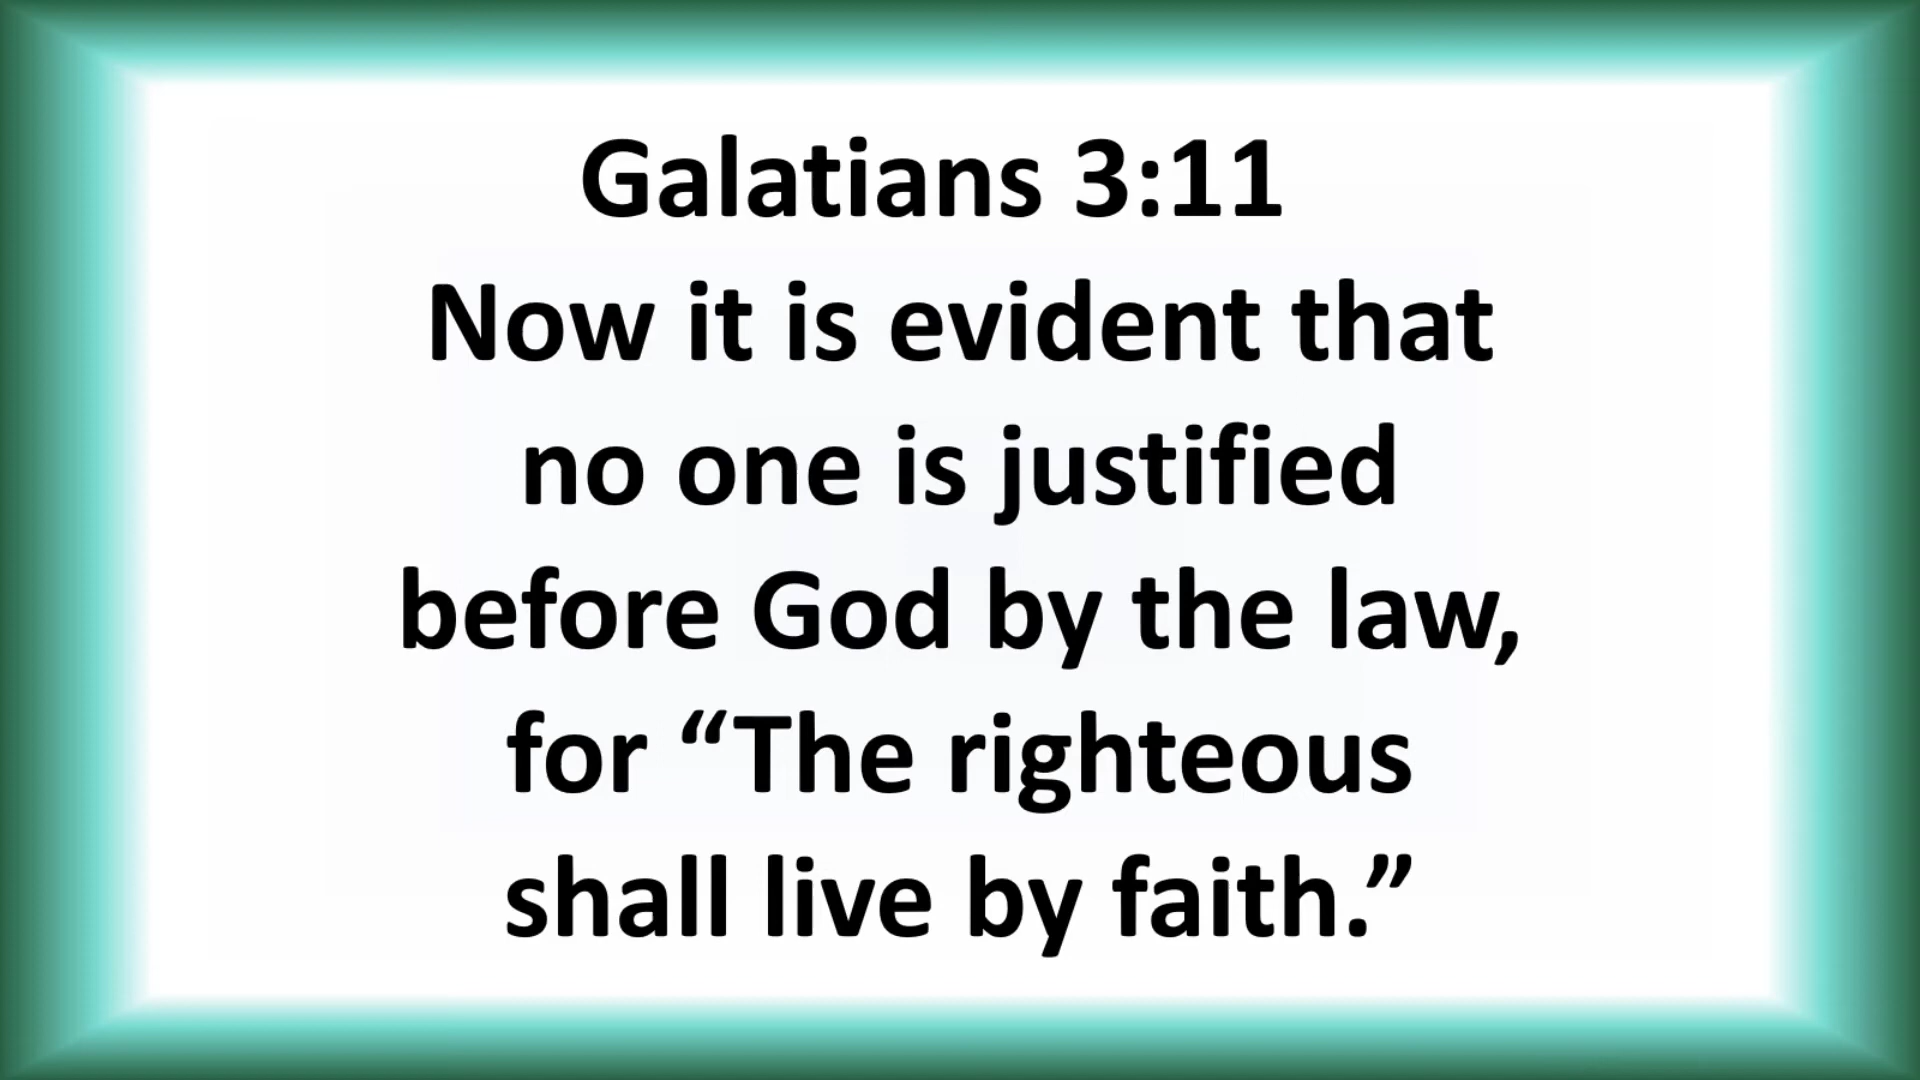 Galatians 3:11
Now it is evident that
no one is justified
before God by the law,
for “The righteous
shall live by faith.”